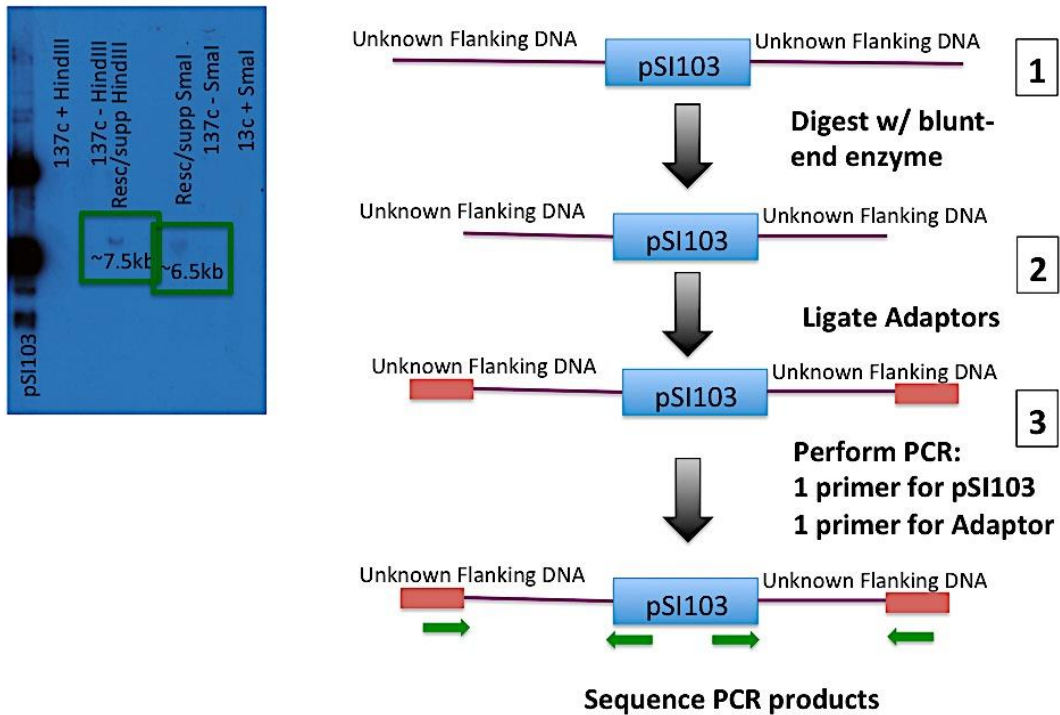 pSI103
137c + HindIII
137c - HindIII
Resc/supp HindIII
Resc/supp SmaI
137c - SmaI
13c + SmaI
~7.5kb
~6.5kb
Unknown Flanking DNA
Unknown Flanking DNA
pSI103
1
Digest w/ blunt-
end enzyme
Unknown Flanking DNA
Unknown Flanking DNA
pSI103
2
Ligate Adaptors
Unknown Flanking DNA
Unknown Flanking DNA
pSI103
3
Perform PCR:
1 primer for pSI103
1 primer for Adaptor
Unknown Flanking DNA
Unknown Flanking DNA
pSI103
Sequence PCR products